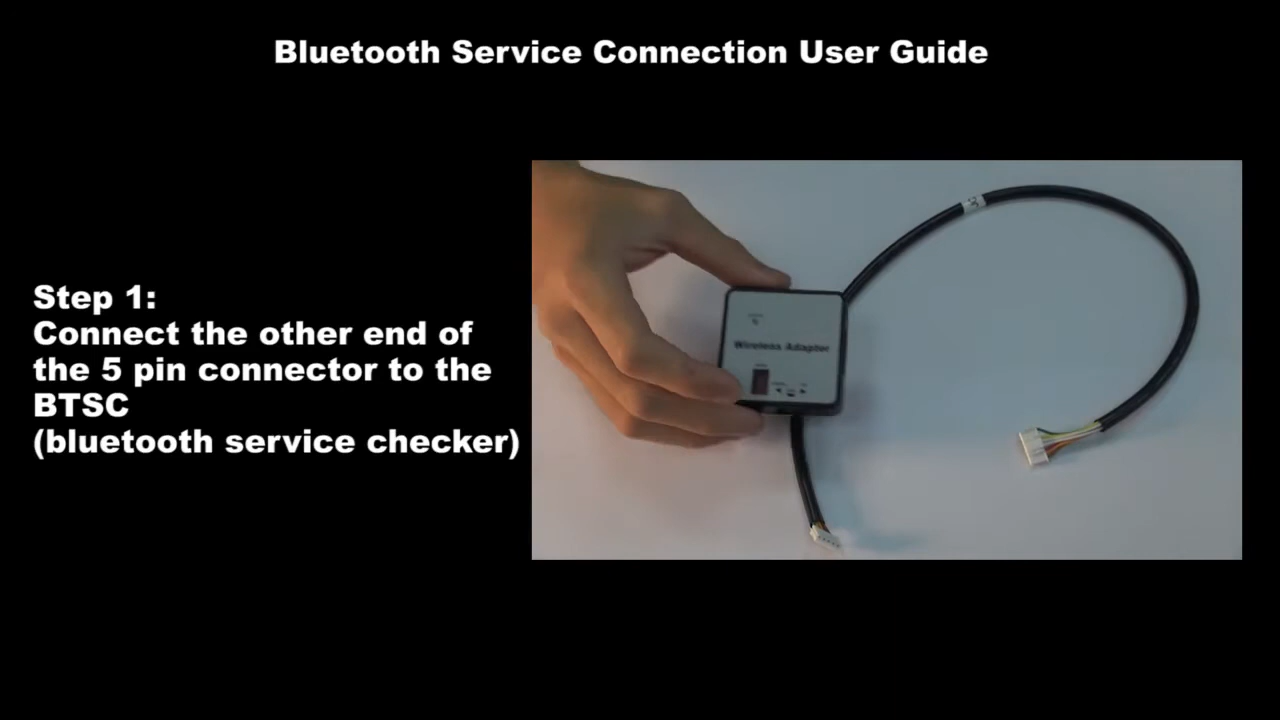 Bluetooth Service Connection User Guide
Step 1:
Connect the other end of
the 5 pin connector to the
BTSC
(bluetooth service checker)
Wireless Adapter